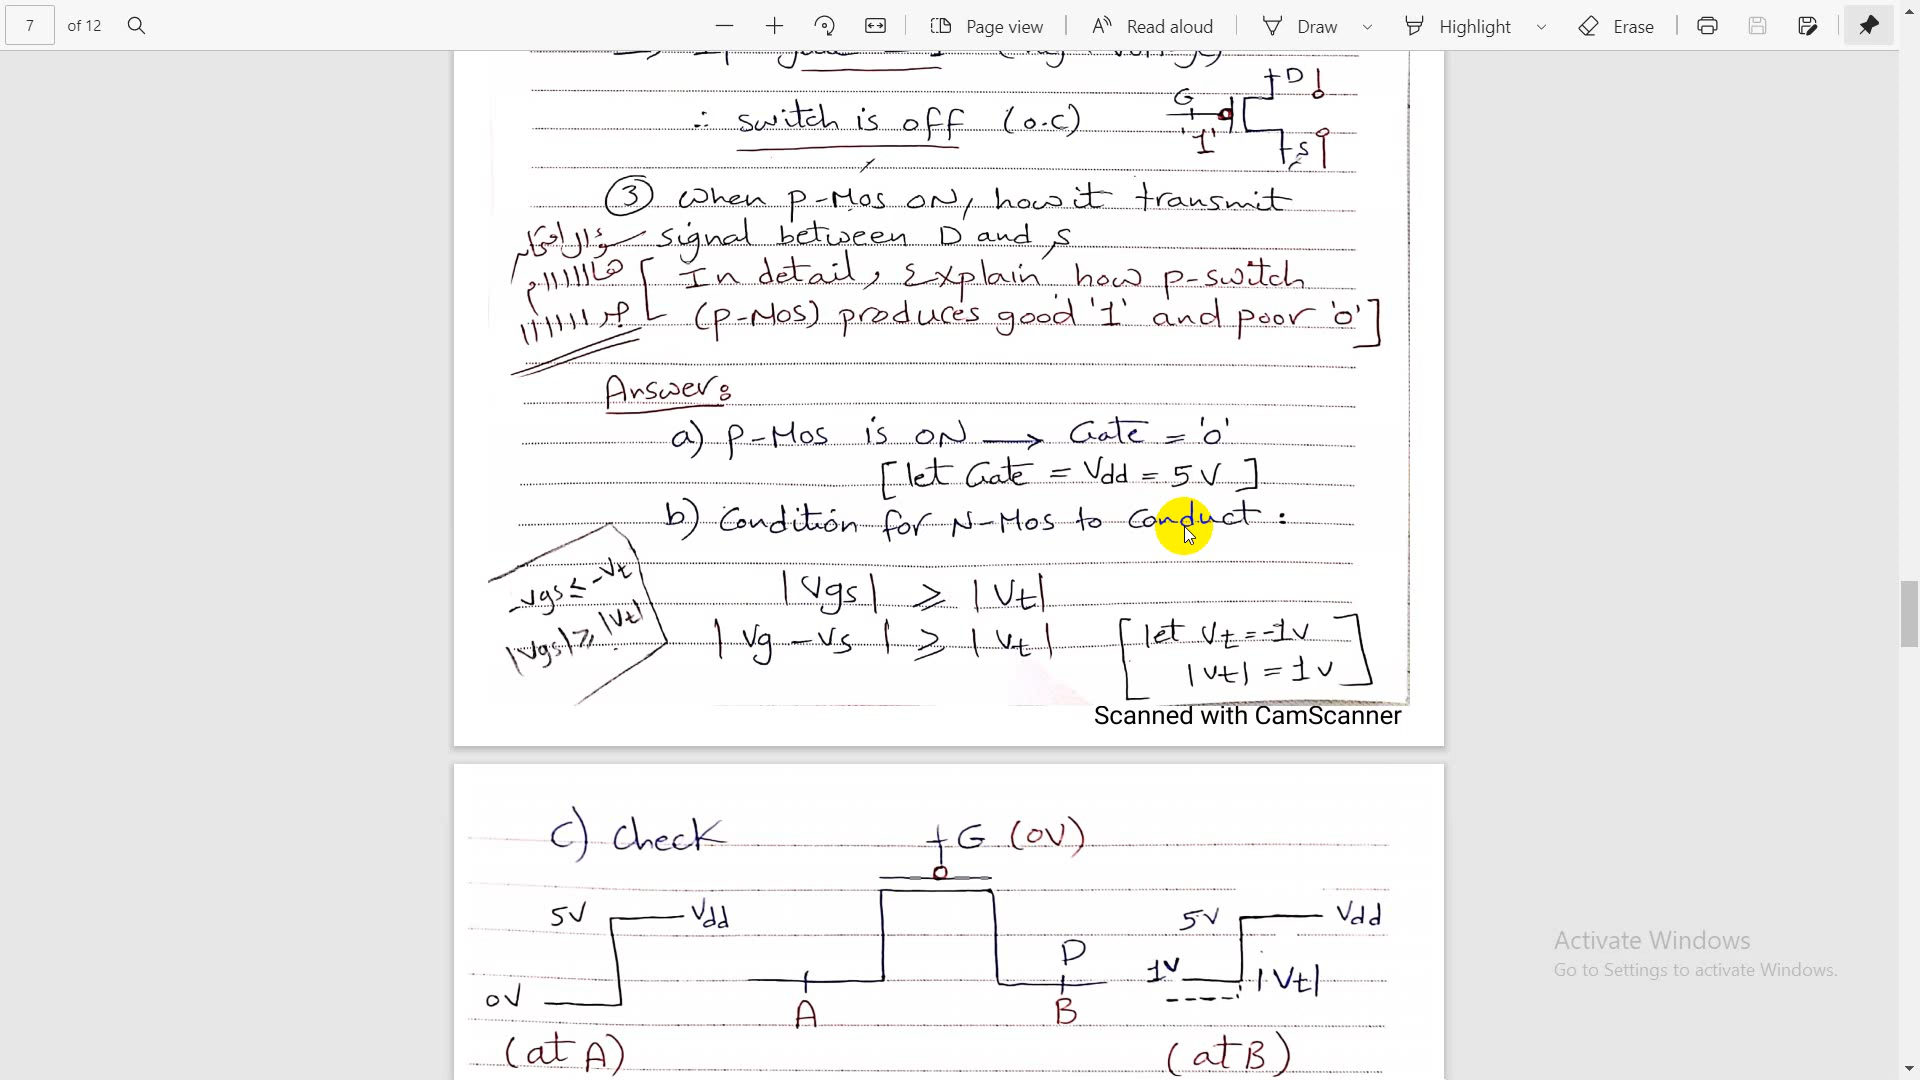 7 of 12 Page view Read aloud Draw Highlight Erase
∴ switch is off (o.c)
G '1' D S
③ When P-Mos ON, how it transmit
signal between D and S
[In detail, Explain how p-switch
(p-Mos) produces good '1' and poor 'o']
Answer:
a) P-Mos is ON → Gate = 'o'
[let Gate = Vdd = 5 V]
b) Condition for N-Mos to conduct :
-Vgs ≤ -Vt
|Vgs| ≥ |Vt|
|Vgs| ≥ |Vt|
|Vg - Vs| ≥ |Vt|
[let Vt = -1v
|Vt| = 1v]
Scanned with CamScanner
C) Check
G (0V)
5V Vdd
0V
(at A)
A
P
B
5V Vdd
1V |Vt|
(at B)
Activate Windows
Go to Settings to activate Windows.